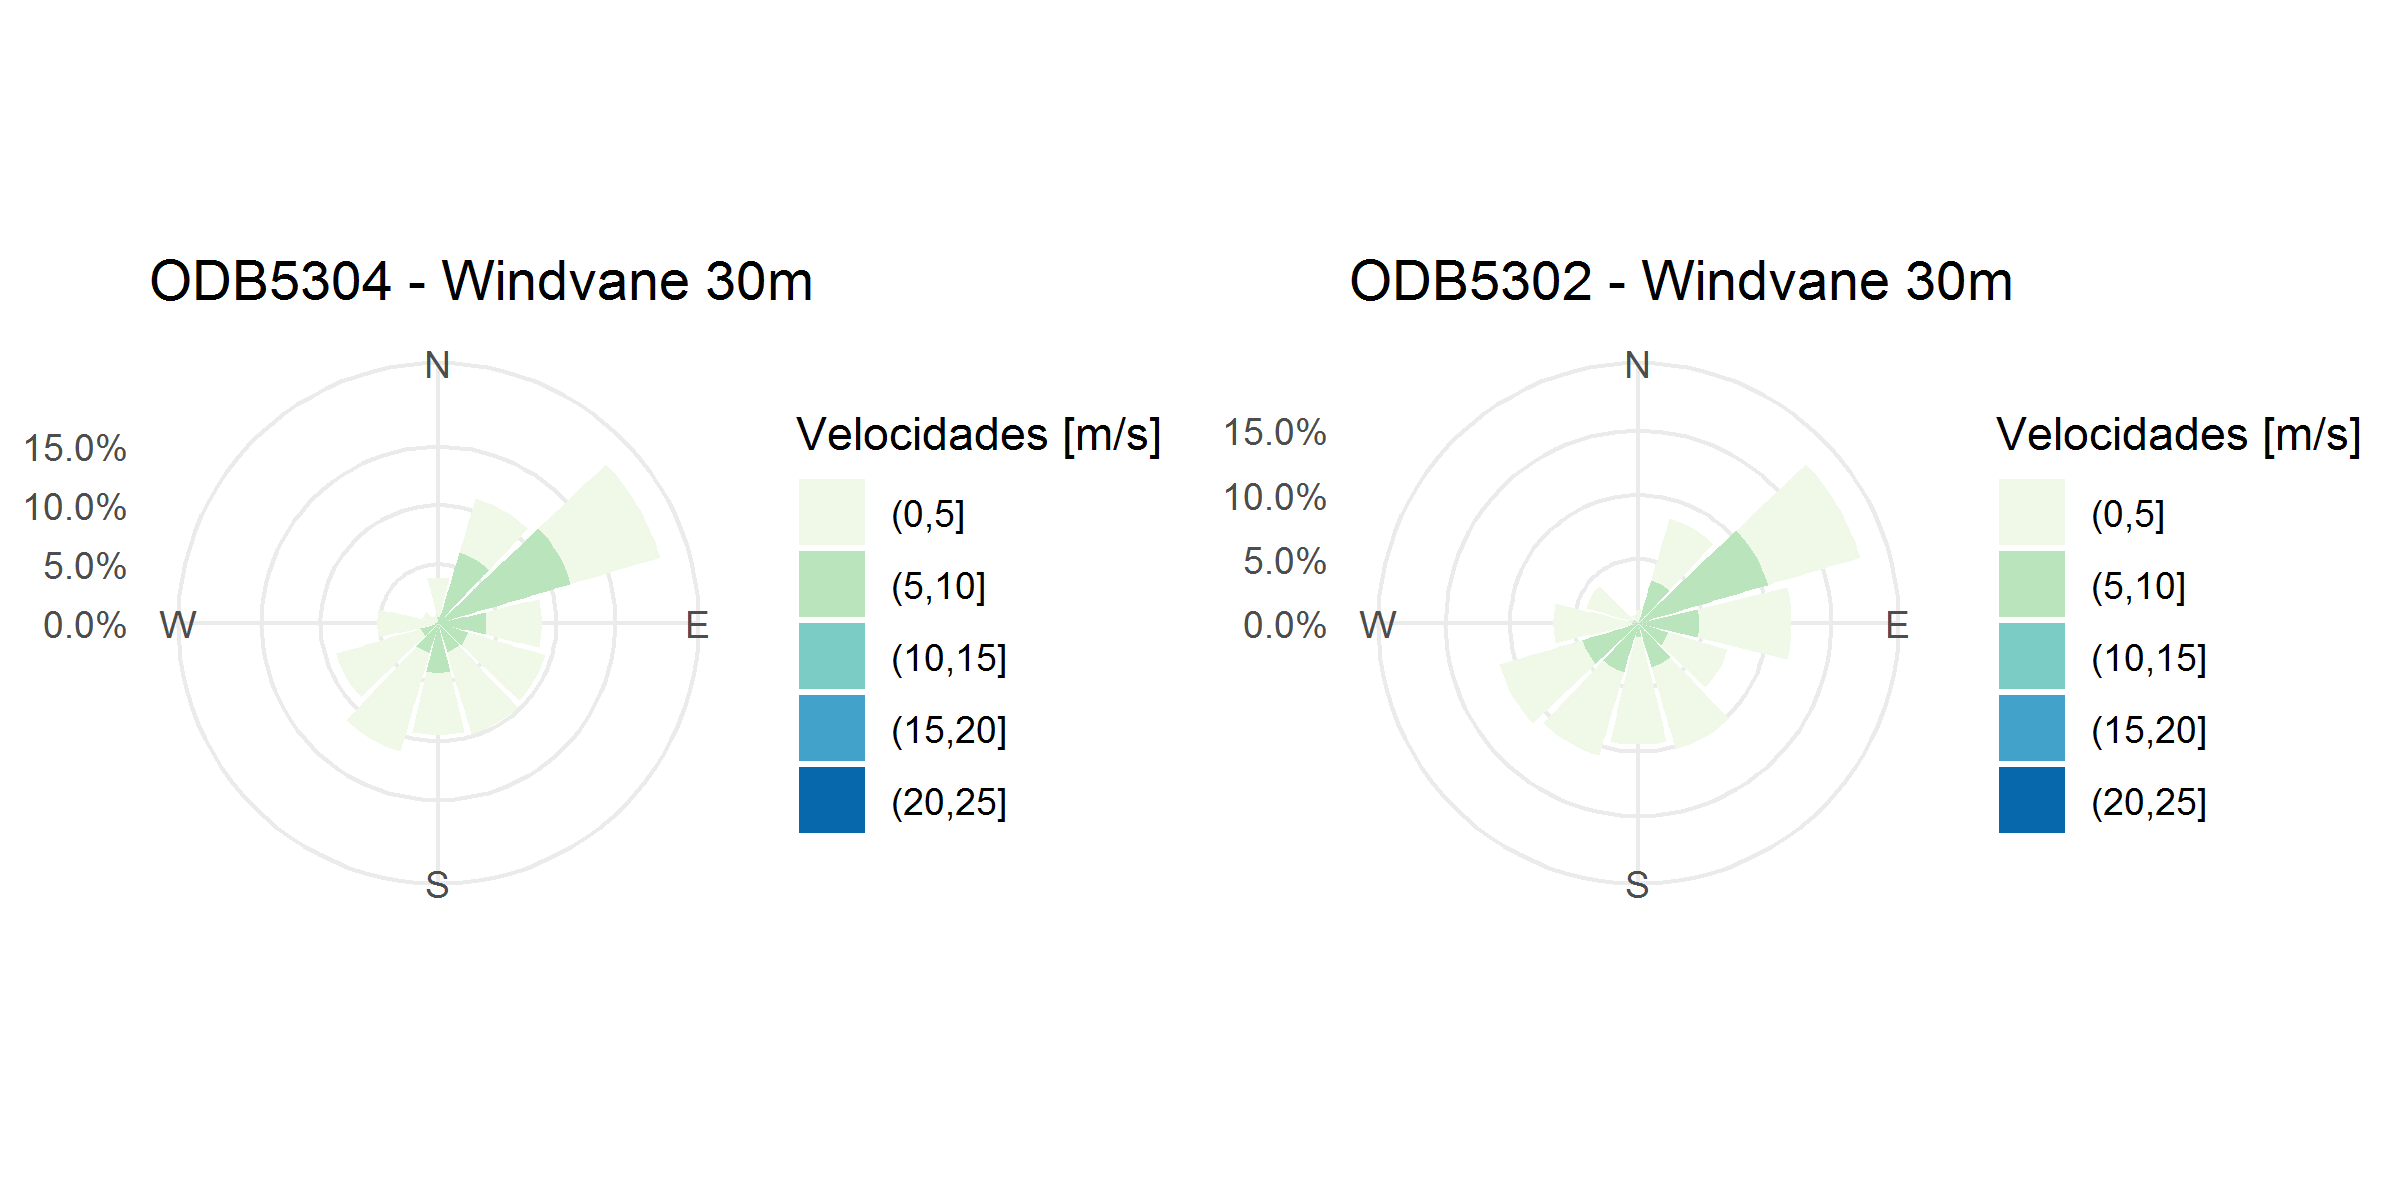 ODB5304 - Windvane 30m
N
15.0%
10.0%
5.0%
0.0%
W
E
S
Velocidades [m/s]
(0,5]
(5,10]
(10,15]
(15,20]
(20,25]
ODB5302 - Windvane 30m
N
15.0%
10.0%
5.0%
0.0%
W
E
S
Velocidades [m/s]
(0,5]
(5,10]
(10,15]
(15,20]
(20,25]